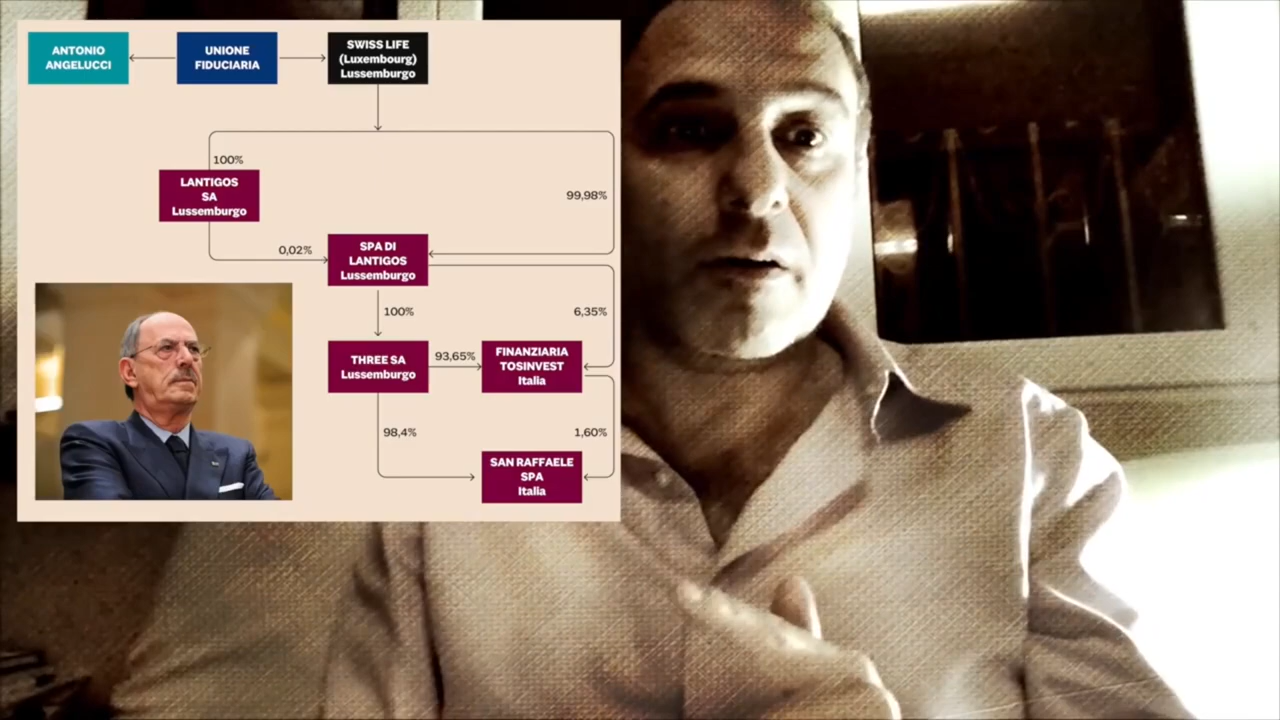 ANTONIO
ANGELUCCI
UNIONE
FIDUCIARIA
SWISS LIFE
(Luxembourg)
Lussemburgo
100%
LANTIGOS
SA
Lussemburgo
99,98%
0,02%
SPA DI
LANTIGOS
Lussemburgo
100%
6,35%
THREE SA
Lussemburgo
93,65%
FINANZIARIA
TOSINVEST
Italia
98,4%
1,60%
SAN RAFFAELE
SPA
Italia